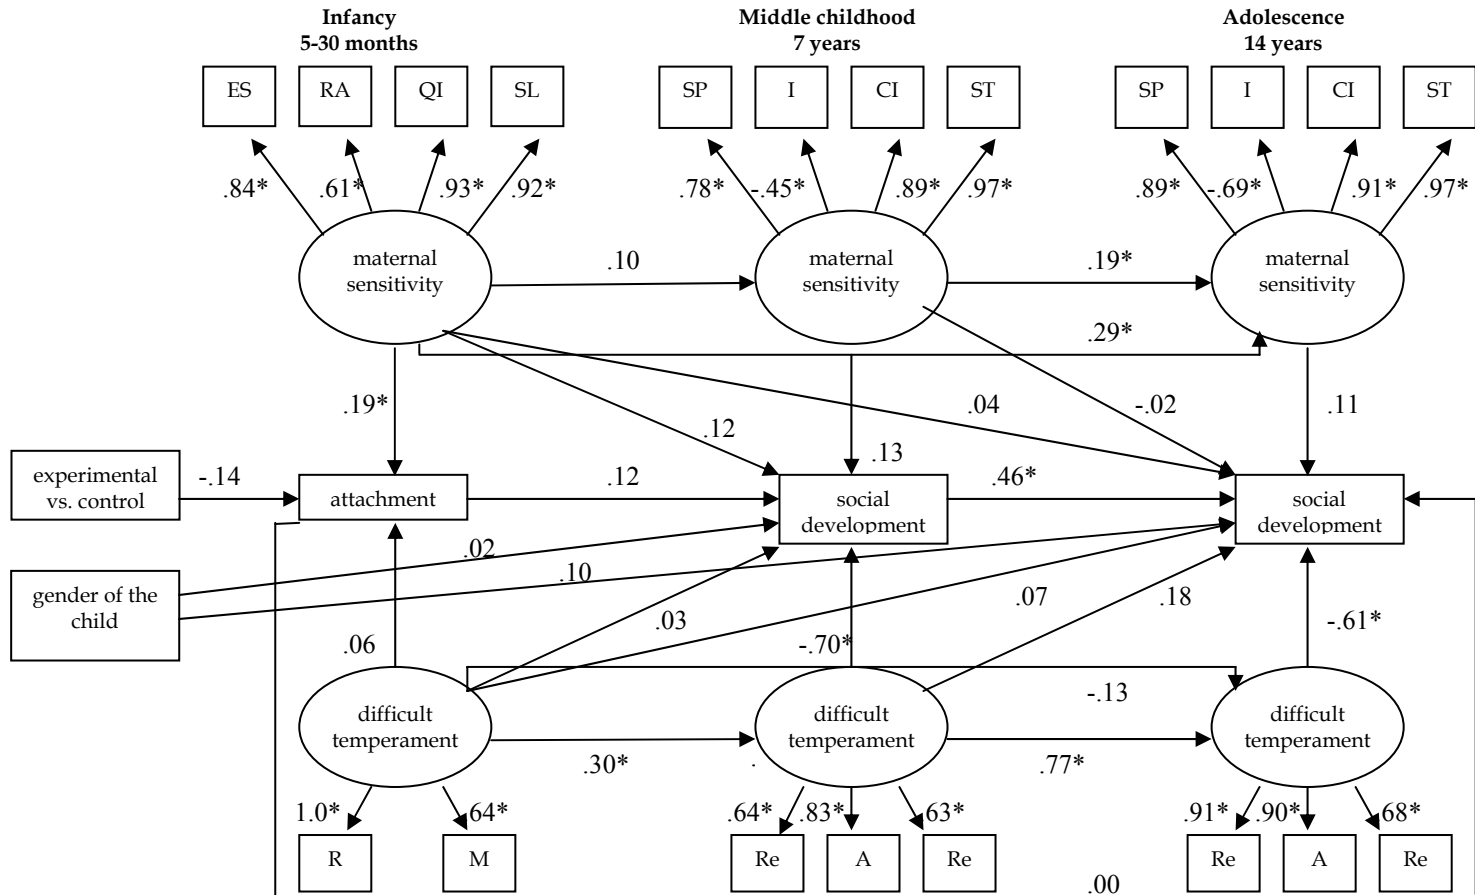 Infancy
5-30 months
Middle childhood
7 years
Adolescence
14 years
ES
RA
QI
SL
SP
I
CI
ST
SP
I
CI
ST
.84*
.61*
.93*
.92*
.78*
-.45*
.89*
.97*
.89*
-.69*
.91*
.97*
maternal
sensitivity
.10
maternal
sensitivity
.19*
maternal
sensitivity
.29*
.19*
.12
.04
-.02
.11
.13
experimental
vs. control
-.14
attachment
.12
social
development
.46*
social
development
.02
.10
gender of the
child
.06
.03
-.70*
.07
.18
-.61*
-.13
difficult
temperament
.30*
.
difficult
temperament
.77*
difficult
temperament
1.0*
64*
.64*
.83*
63*
.91*
.90*
68*
R
M
Re
A
Re
Re
A
Re
.00